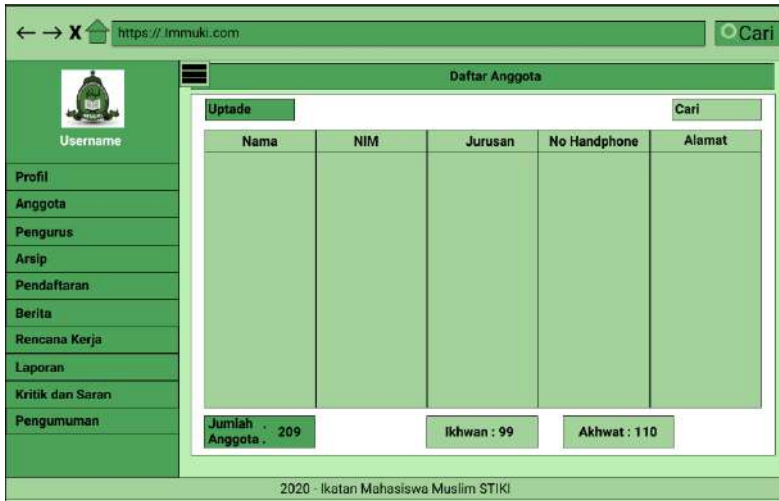 ← → X https:// Immuki.com Cari
Daftar Anggota
Username
Uptade Cari
Nama NIM Jurusan No Handphone Alamat
Profil
Anggota
Pengurus
Arsip
Pendaftaran
Berita
Rencana Kerja
Laporan
Kritik dan Saran
Pengumuman
Jumlah Anggota : 209
Ikhwan : 99
Akhwat : 110
2020 - Ikatan Mahasiswa Muslim STIKI